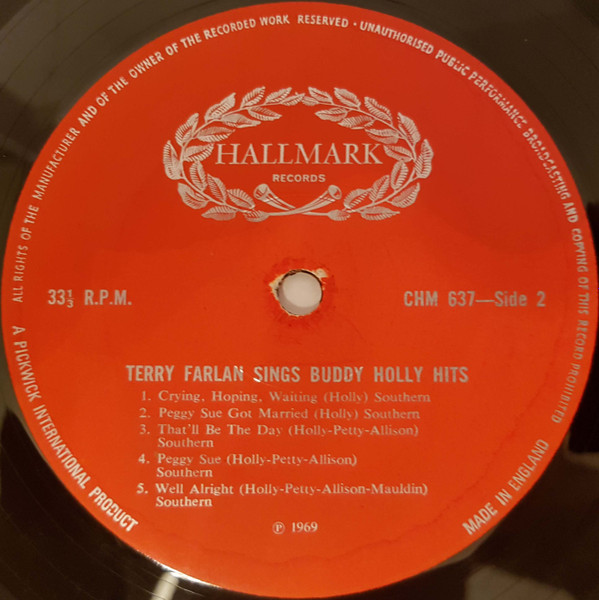 ALL RIGHTS OF THE MANUFACTURER AND OF THE OWNER OF THE RECORDED WORK RESERVED · UNAUTHORISED PUBLIC PERFORMANCE BROADCASTING AND COPYING OF THIS RECORD PROHIBITED
HALLMARK
RECORDS
33⅓ R.P.M.
CHM 637—Side 2
TERRY FARLAN SINGS BUDDY HOLLY HITS
1. Crying, Hoping, Waiting (Holly) Southern
2. Peggy Sue Got Married (Holly) Southern
3. That'll Be The Day (Holly-Petty-Allison)
Southern
4. Peggy Sue (Holly-Petty-Allison)
Southern
5. Well Alright (Holly-Petty-Allison-Mauldin)
Southern
℗ 1969
A PICKWICK INTERNATIONAL PRODUCT
MADE IN ENGLAND